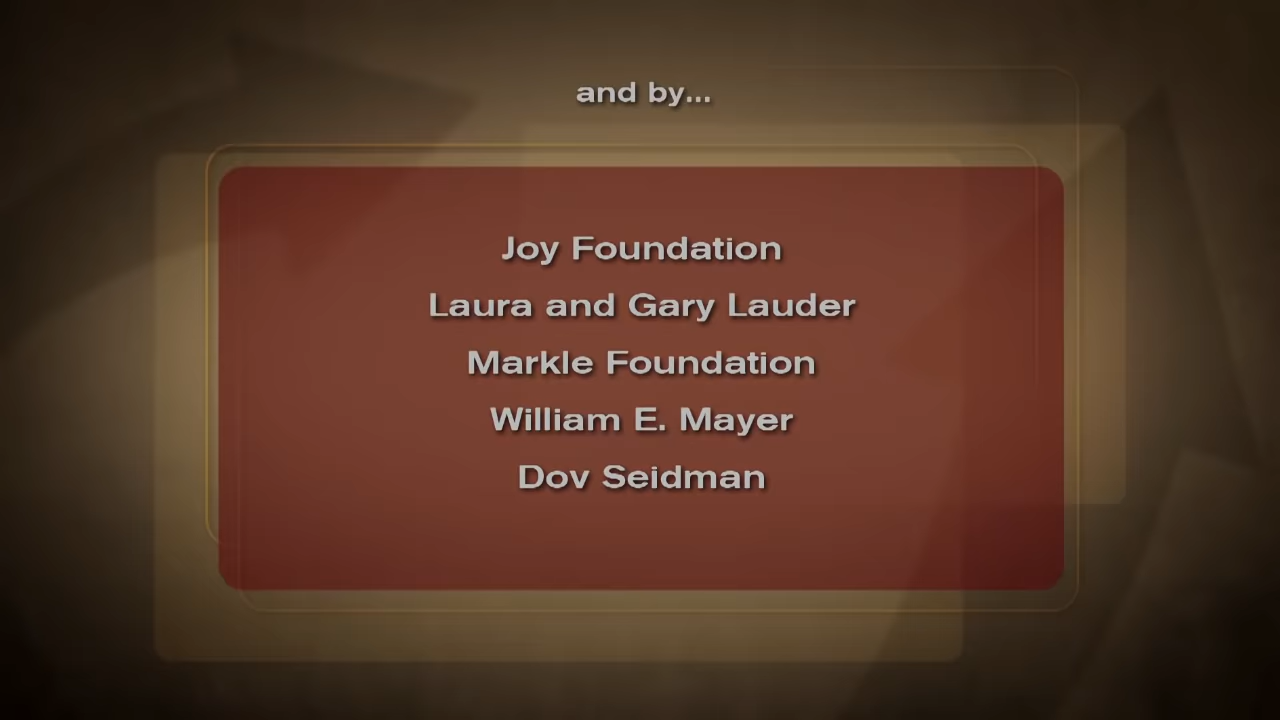 and by...
Joy Foundation
Laura and Gary Lauder
Markle Foundation
William E. Mayer
Dov Seidman